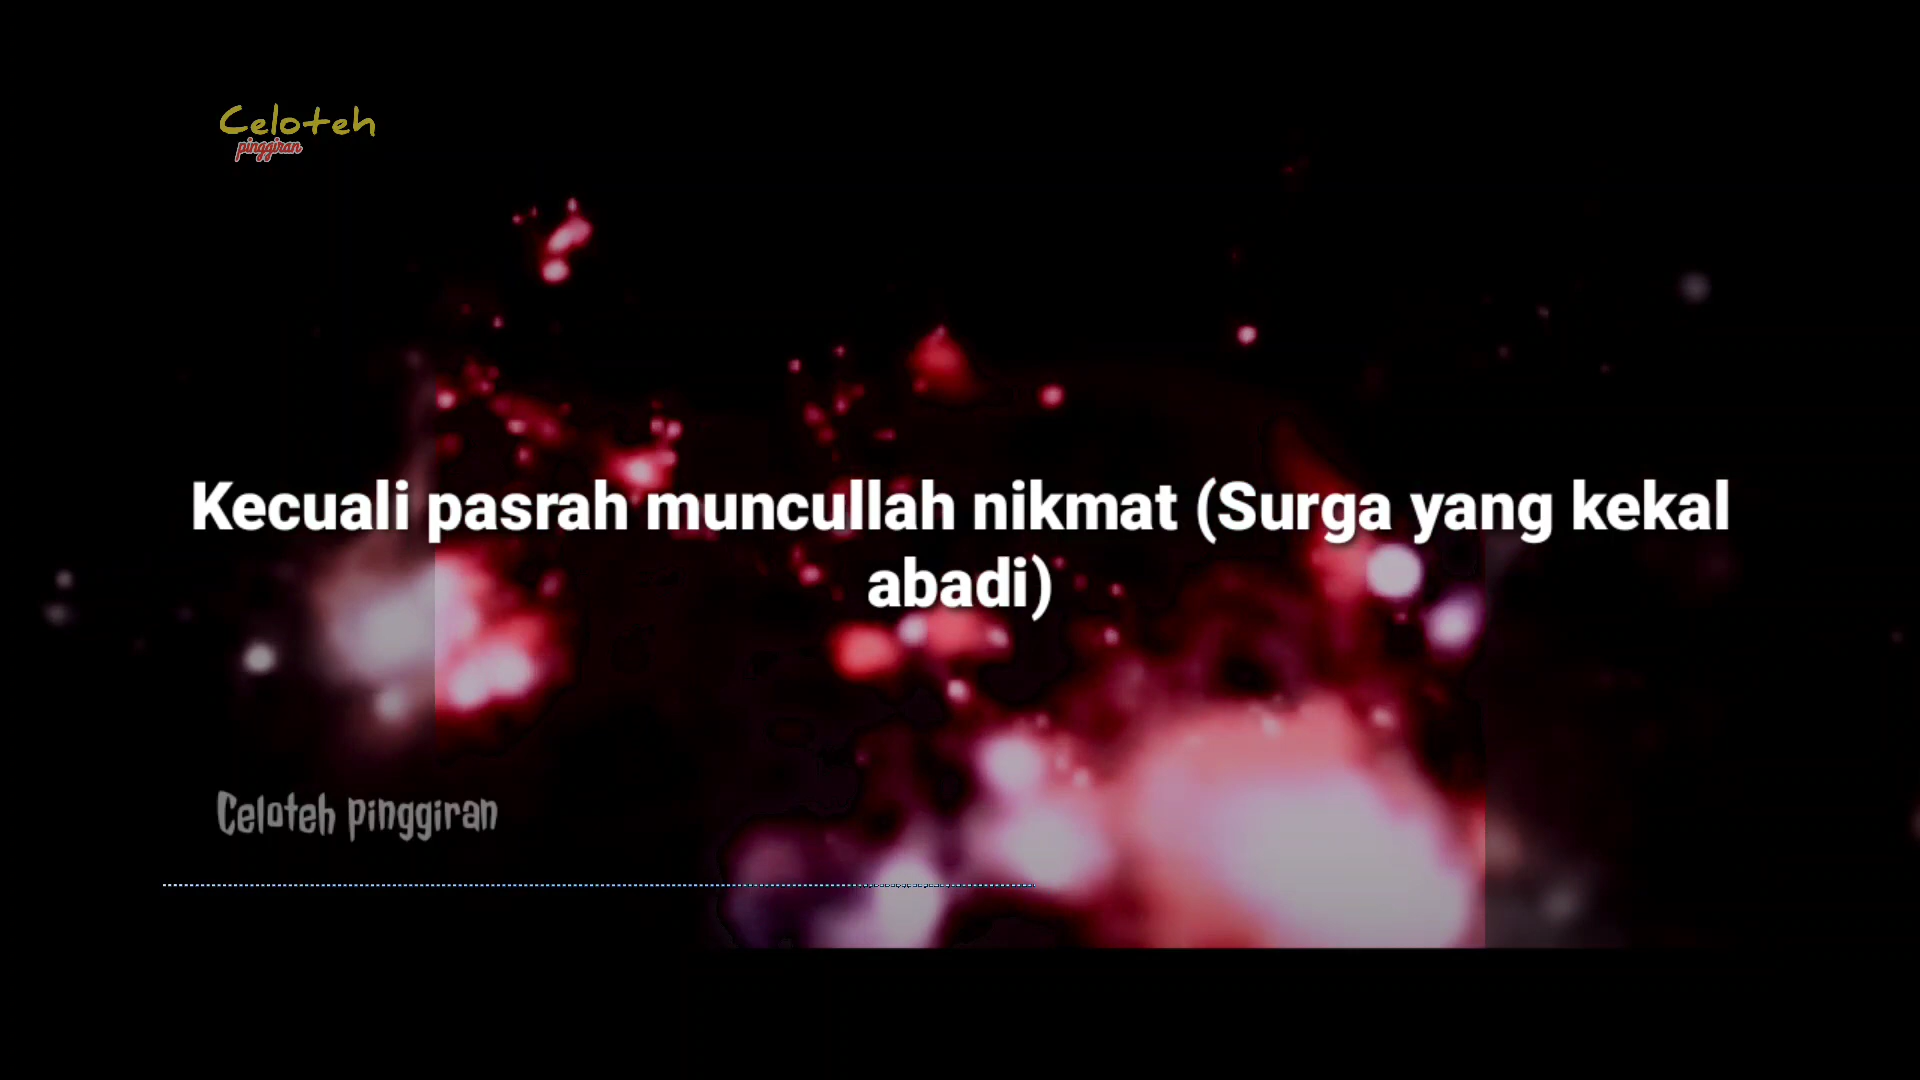 Celoteh
pinggiran
Kecuali pasrah muncullah nikmat (Surga yang kekal
abadi)
Celoteh pinggiran